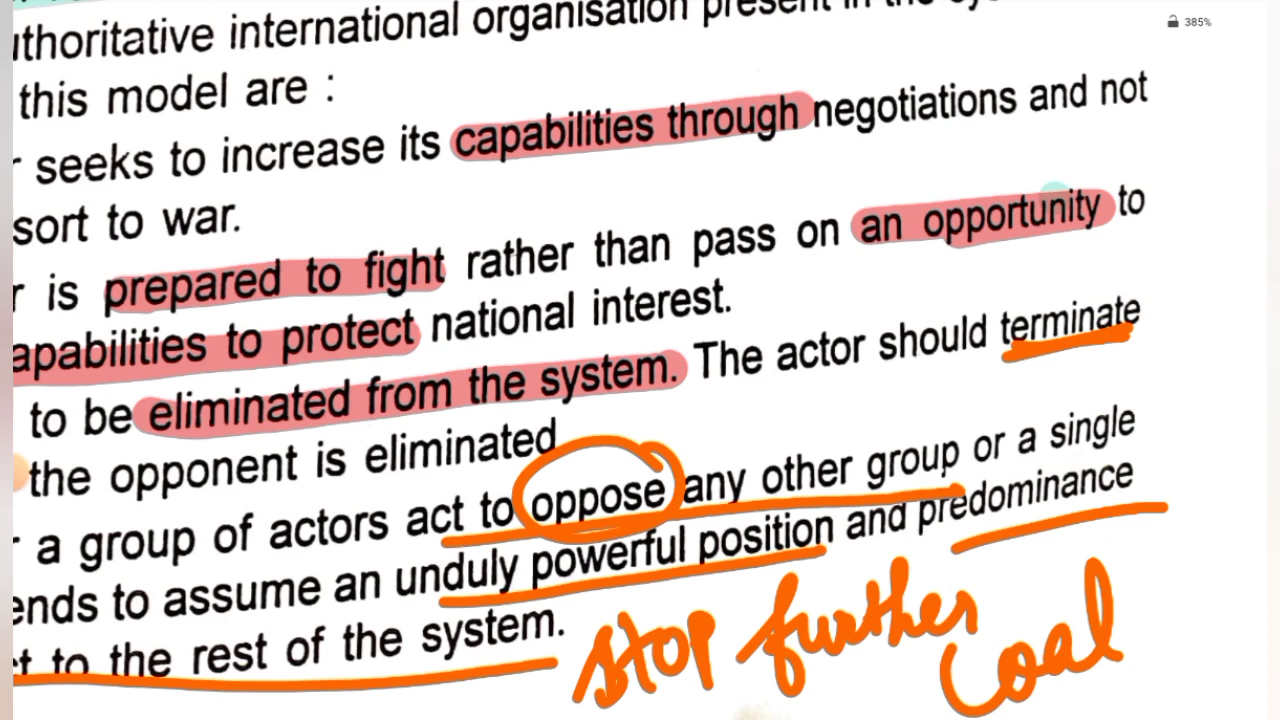 authoritative international organisation present in the
this model are :
seeks to increase its capabilities through negotiations and not
sort to war.
is prepared to fight rather than pass on an opportunity to
apabilities to protect national interest.
to be eliminated from the system. The actor should terminate
the opponent is eliminated
a group of actors act to oppose any other group or a single
ends to assume an unduly powerful position and predominance
t to the rest of the system.
stop further
Coal
385%